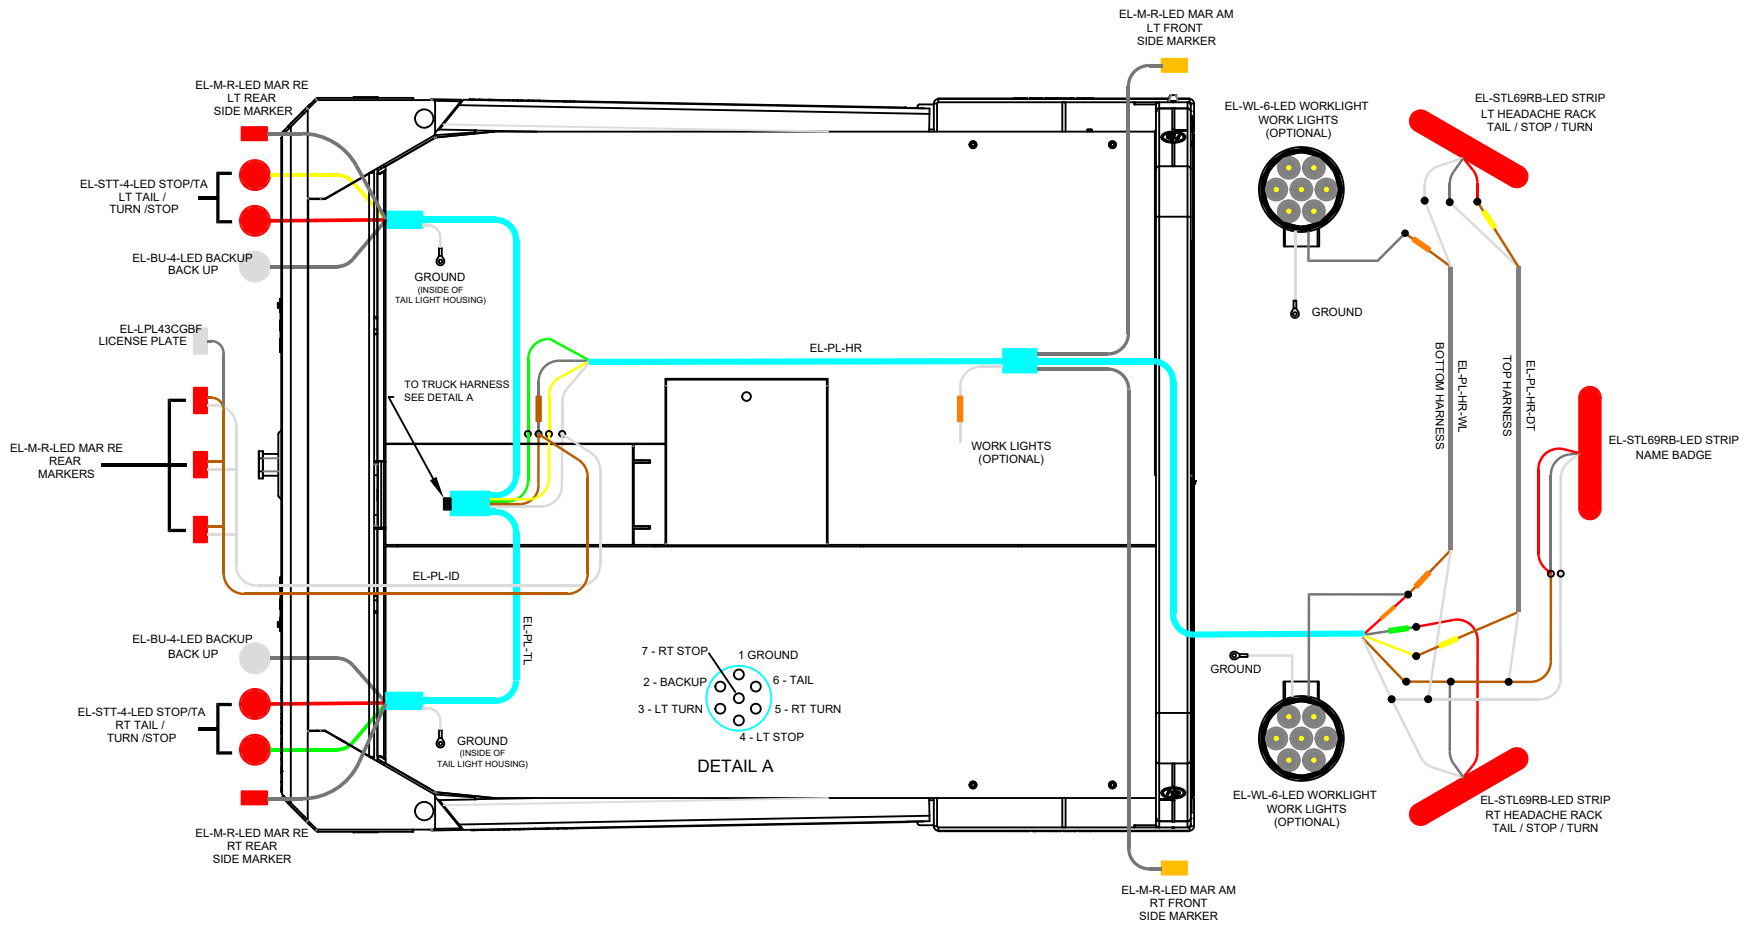 EL-M-R-LED MAR AM
LT FRONT
SIDE MARKER
EL-M-R-LED MAR RE
LT REAR
SIDE MARKER
EL-WL-6-LED WORKLIGHT
WORK LIGHTS
(OPTIONAL)
EL-STL69RB-LED STRIP
LT HEADACHE RACK
TAIL / STOP / TURN
EL-STT-4-LED STOP/TA
LT TAIL /
TURN /STOP
EL-BU-4-LED BACKUP
BACK UP
GROUND
(INSIDE OF
TAIL LIGHT HOUSING)
GROUND
EL-LPL43CGBF
LICENSE PLATE
EL-PL-HR
TO TRUCK HARNESS
SEE DETAIL A
EL-PL-HR-WL
BOTTOM HARNESS
EL-PL-HR-DT
TOP HARNESS
EL-M-R-LED MAR RE
REAR
MARKERS
WORK LIGHTS
(OPTIONAL)
EL-STL69RB-LED STRIP
NAME BADGE
EL-PL-ID
EL-PL-TL
EL-BU-4-LED BACKUP
BACK UP
7 - RT STOP
1 GROUND
2 - BACKUP
6 - TAIL
3 - LT TURN
5 - RT TURN
4 - LT STOP
DETAIL A
GROUND
EL-STT-4-LED STOP/TA
RT TAIL /
TURN /STOP
GROUND
(INSIDE OF
TAIL LIGHT HOUSING)
EL-WL-6-LED WORKLIGHT
WORK LIGHTS
(OPTIONAL)
EL-STL69RB-LED STRIP
RT HEADACHE RACK
TAIL / STOP / TURN
EL-M-R-LED MAR RE
RT REAR
SIDE MARKER
EL-M-R-LED MAR AM
RT FRONT
SIDE MARKER